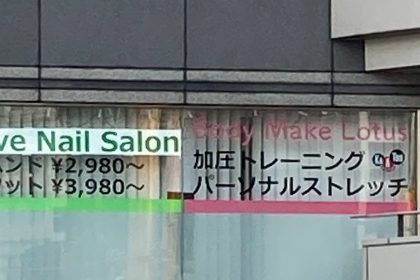 ve Nail Salon
ンド ¥2,980〜
ット ¥3,980〜
Body Make Lotus
加圧トレーニング
パーソナルストレッチ